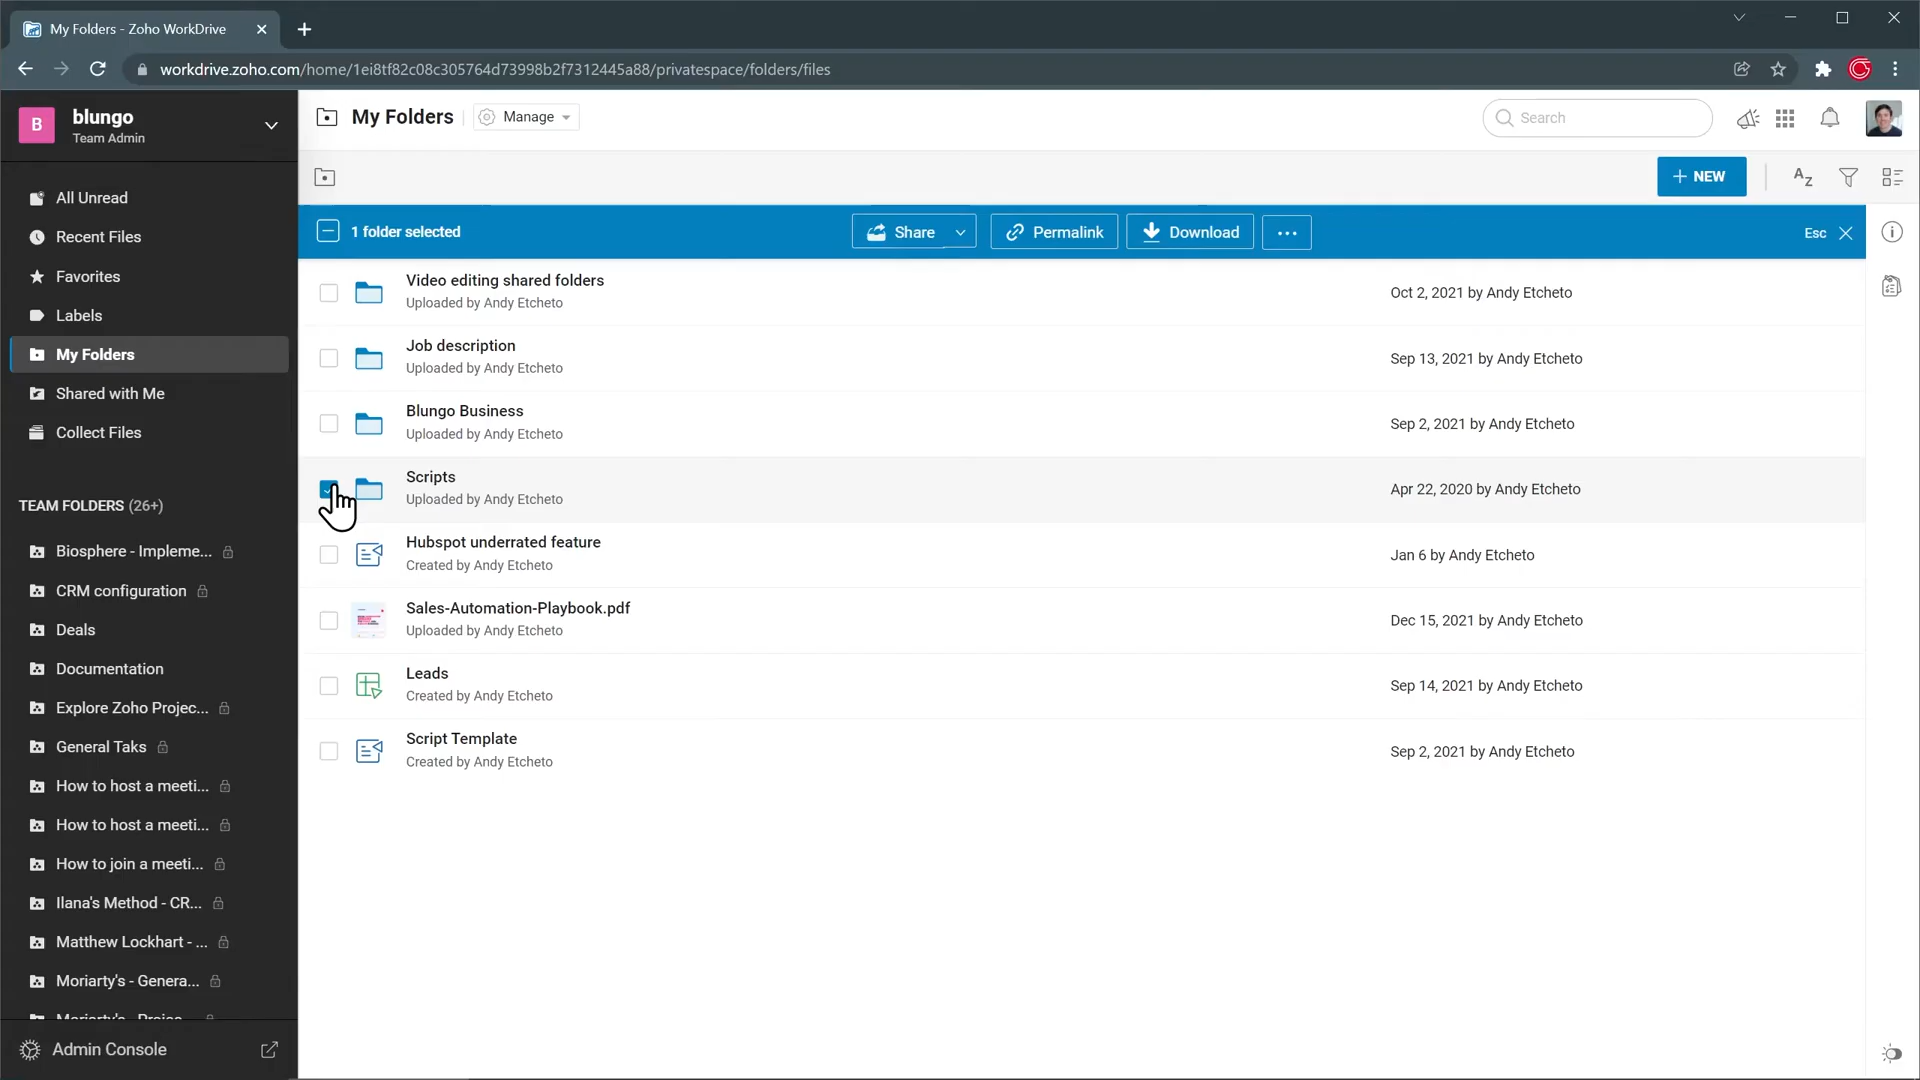 My Folders - Zoho WorkDrive
workdrive.zoho.com/home/1ei8tf82c08c305764d73998b2f7312445a88/privatespace/folders/files
B
blungo
Team Admin
My Folders
Manage
Search
All Unread
Recent Files
Favorites
Labels
My Folders
Shared with Me
Collect Files
TEAM FOLDERS (26+)
Biosphere - Impleme...
CRM configuration
Deals
Documentation
Explore Zoho Projec...
General Taks
How to host a meeti...
How to host a meeti...
How to join a meeti...
Ilana's Method - CR...
Matthew Lockhart - ...
Moriarty's - Genera...
Moriarty's - Projec...
Admin Console
+ NEW
AZ
1 folder selected
Share
Permalink
Download
...
Esc
Video editing shared folders
Uploaded by Andy Etcheto
Oct 2, 2021 by Andy Etcheto
Job description
Uploaded by Andy Etcheto
Sep 13, 2021 by Andy Etcheto
Blungo Business
Uploaded by Andy Etcheto
Sep 2, 2021 by Andy Etcheto
Scripts
Uploaded by Andy Etcheto
Apr 22, 2020 by Andy Etcheto
Hubspot underrated feature
Created by Andy Etcheto
Jan 6 by Andy Etcheto
Sales-Automation-Playbook.pdf
Uploaded by Andy Etcheto
Dec 15, 2021 by Andy Etcheto
Leads
Created by Andy Etcheto
Sep 14, 2021 by Andy Etcheto
Script Template
Created by Andy Etcheto
Sep 2, 2021 by Andy Etcheto